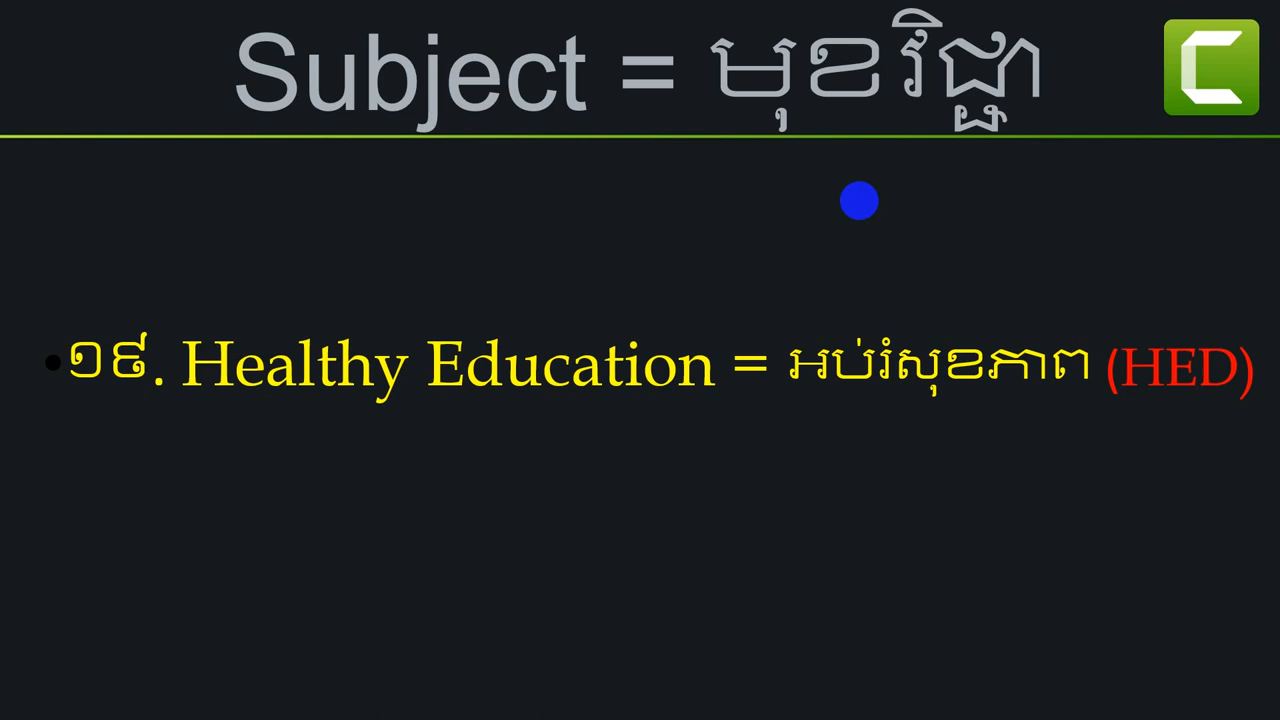 Subject = មុខវិជ្ជា
•១៩. Healthy Education = អប់រំសុខភាព (HED)